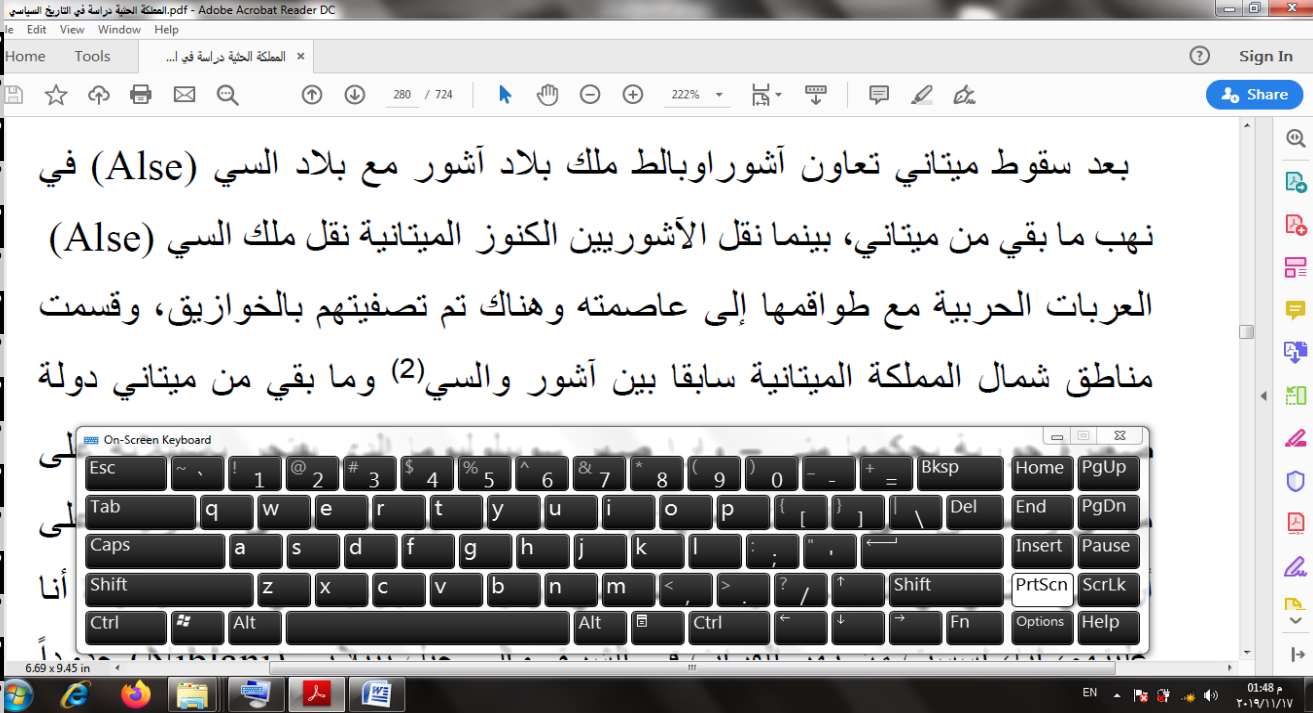 المملكة الحثية دراسة في التاريخ السياسي.pdf - Adobe Acrobat Reader DC
le Edit View Window Help
Home Tools المملكة الحثية دراسة في ا... × ? Sign In
280 / 724 222% Share
بعد سقوط ميتاني تعاون آشوراوبالط ملك بلاد آشور مع بلاد السي (Alse) في
نهب ما بقي من ميتاني، بينما نقل الآشوريين الكنوز الميتانية نقل ملك السي (Alse)
العربات الحربية مع طواقمها إلى عاصمته وهناك تم تصفيتهم بالخوازيق، وقسمت
مناطق شمال المملكة الميتانية سابقا بين آشور والسي(2) وما بقي من ميتاني دولة
On-Screen Keyboard
Esc ~ ` ! 1 @ 2 # 3 $ 4 % 5 ^ 6 & 7 * 8 ( 9 ) 0 _ - + = Bksp Home PgUp
Tab q w e r t y u i o p { [ } ] | \ Del End PgDn
Caps a s d f g h j k l : ; " ' Insert Pause
Shift z x c v b n m < , > . ? / ↑ Shift PrtScn ScrLk
أنا
Ctrl Alt Alt Ctrl ← ↓ → Fn Options Help
6.69 x 9.45 in
EN 01:48 م
٢٠١٩/١١/١٧